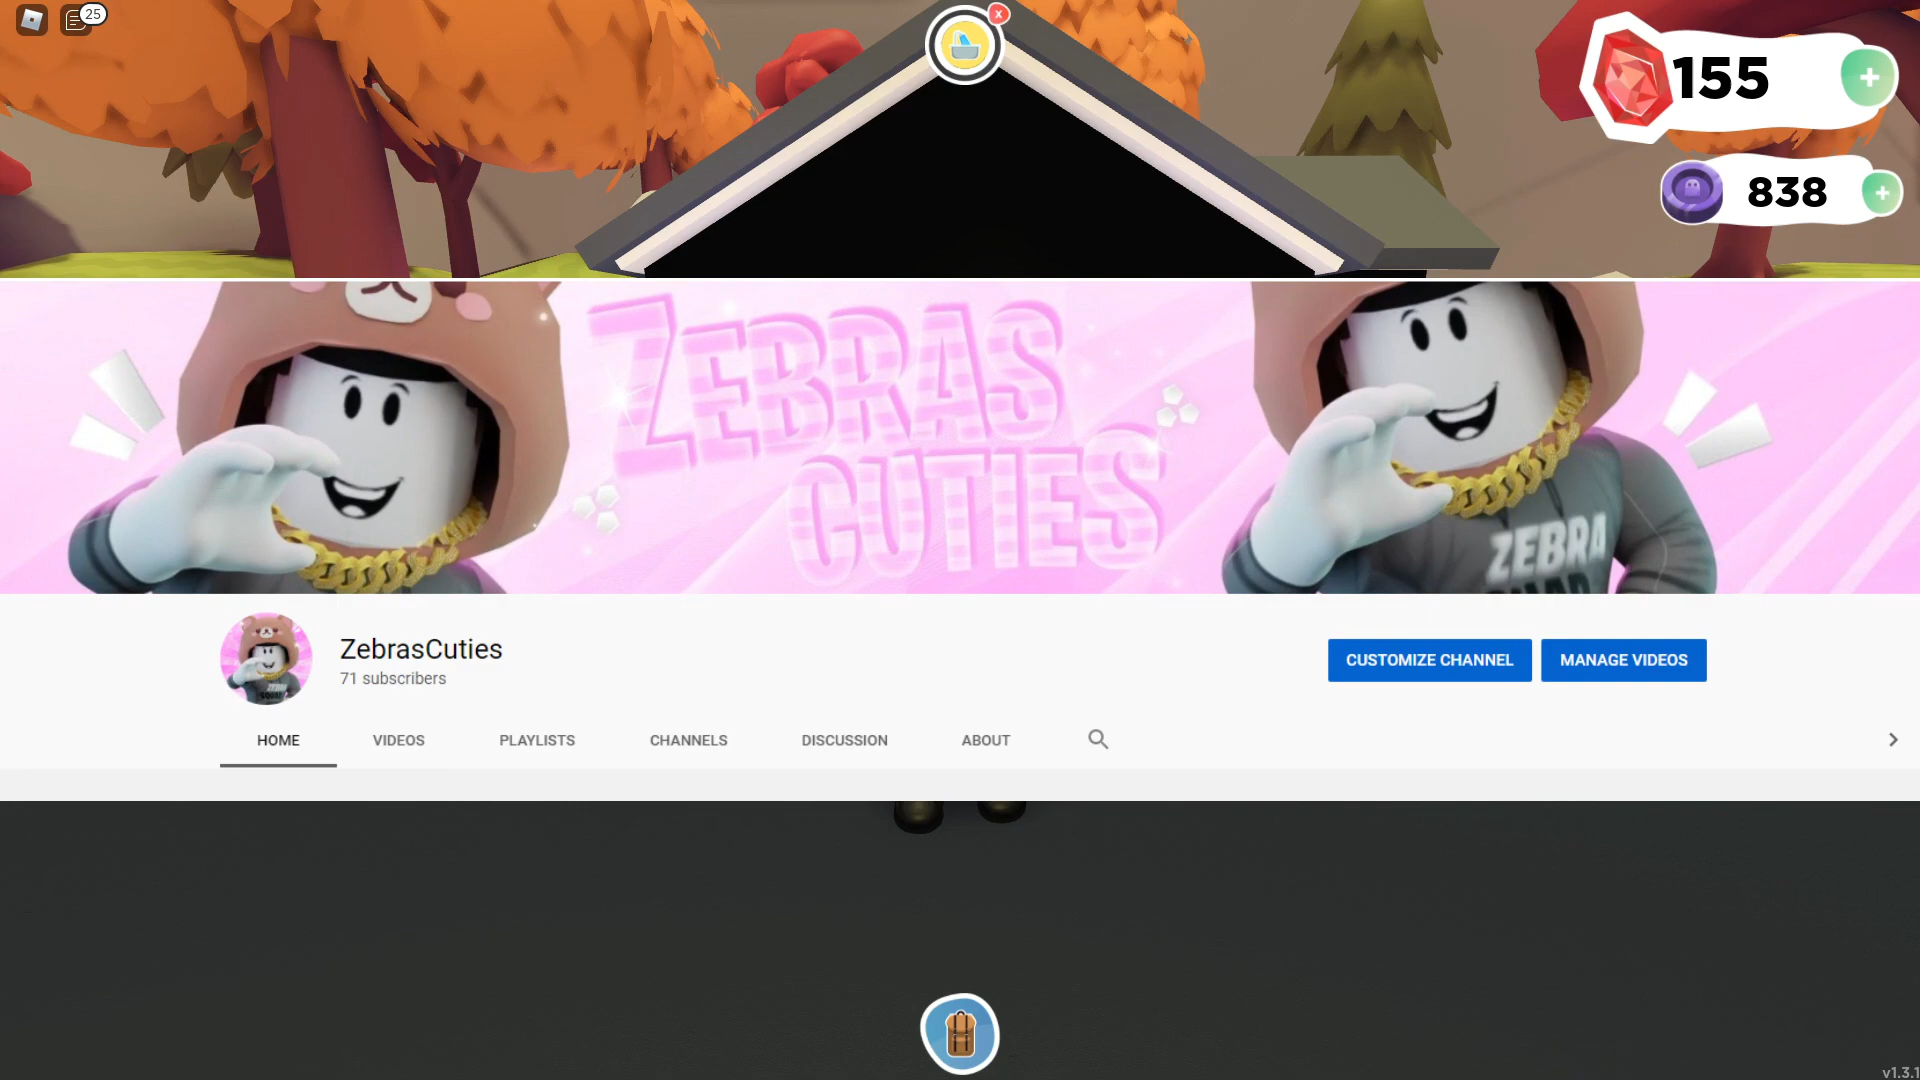 25
x
155
+
838
+
ZEBRAS
CUTIES
ZEBRA
ZebrasCuties
71 subscribers
CUSTOMIZE CHANNEL
MANAGE VIDEOS
HOME
VIDEOS
PLAYLISTS
CHANNELS
DISCUSSION
ABOUT
v1.3.1